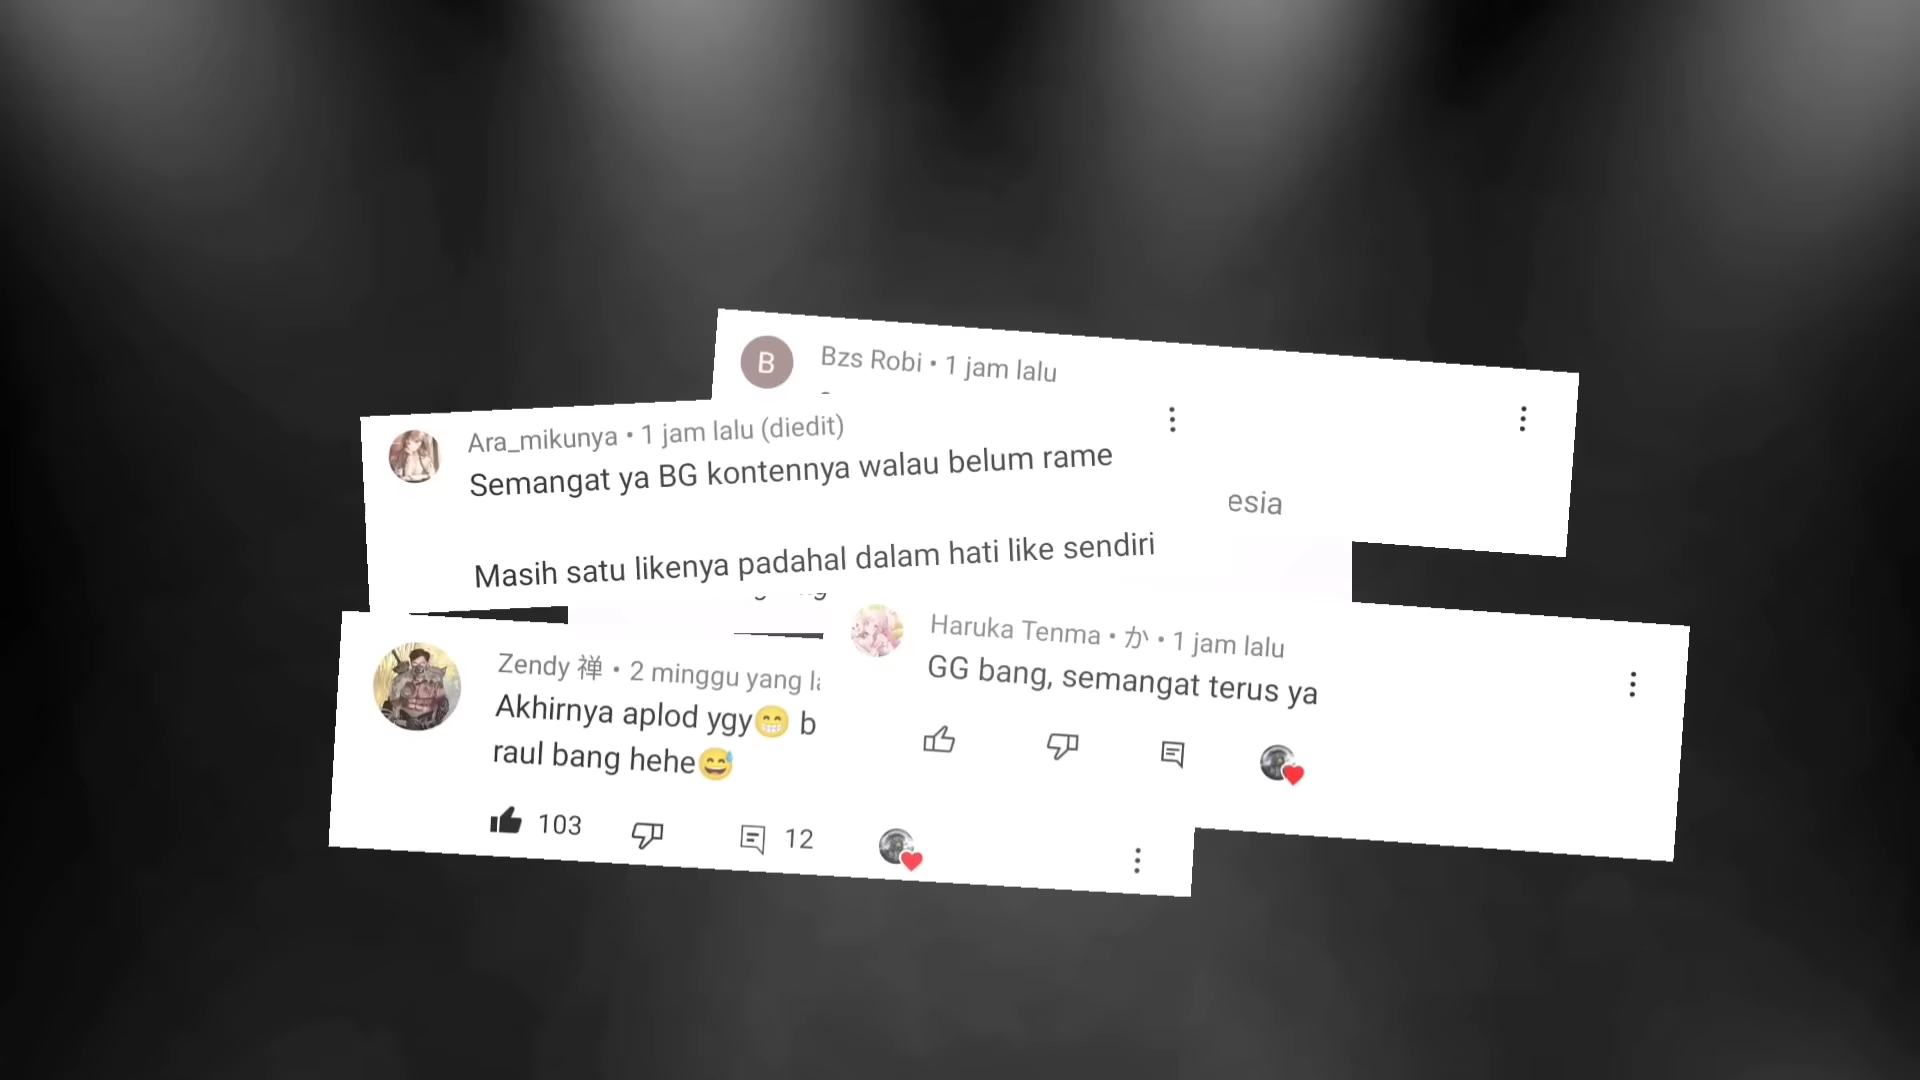 B
Bzs Robi • 1 jam lalu
Ara_mikunya • 1 jam lalu (diedit)
Semangat ya BG kontennya walau belum rame
esia
Masih satu likenya padahal dalam hati like sendiri
Haruka Tenma • か • 1 jam lalu
GG bang, semangat terus ya
Zendy 禅 • 2 minggu yang
Akhirnya aplod ygy😁 b
raul bang hehe😅
103
12